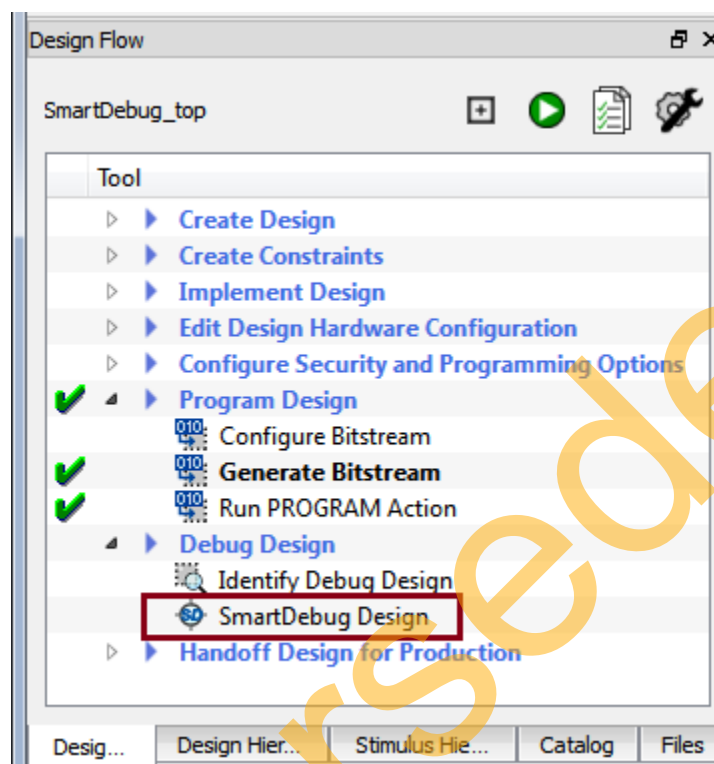 Design Flow
SmartDebug_top
Tool
Create Design
Create Constraints
Implement Design
Edit Design Hardware Configuration
Configure Security and Programming Options
Program Design
Configure Bitstream
Generate Bitstream
Run PROGRAM Action
Debug Design
Identify Debug Design
SmartDebug Design
Handoff Design for Production
Desig... Design Hier... Stimulus Hie... Catalog Files